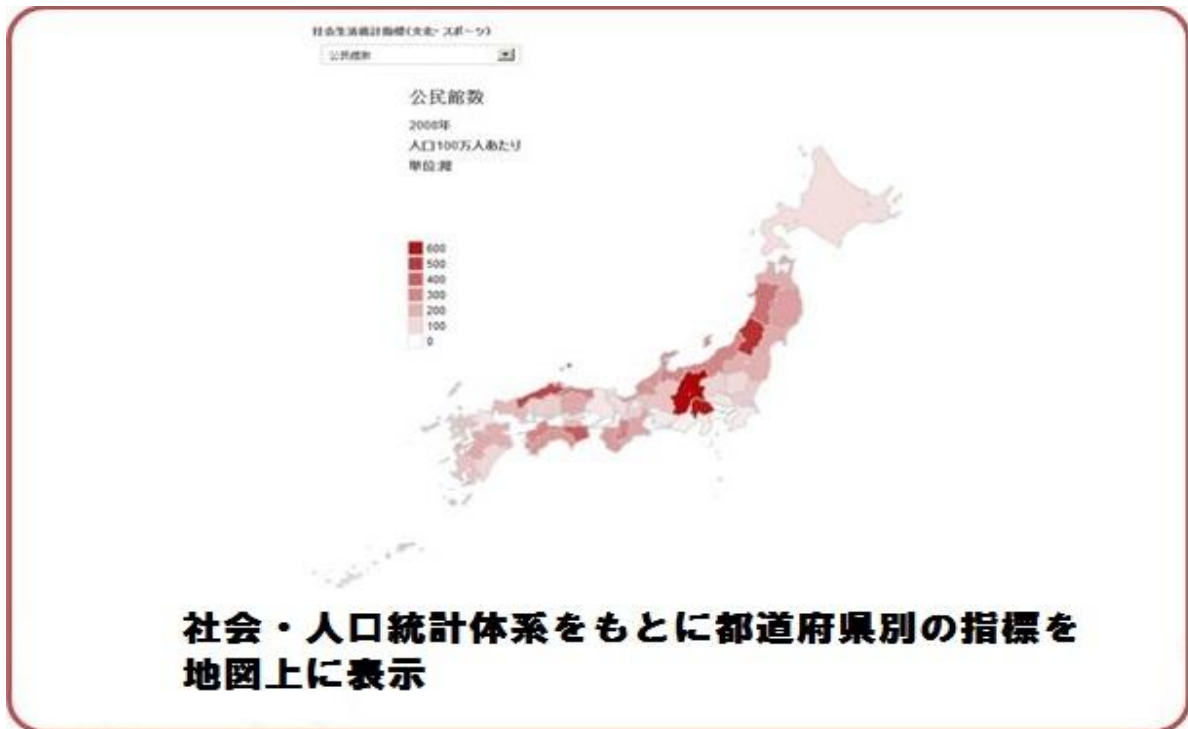 社会生活統計指標(文化・スポーツ)
公民館数
公民館数
2008年
人口100万人あたり
単位:館
600
500
400
300
200
100
0
社会・人口統計体系をもとに都道府県別の指標を
地図上に表示